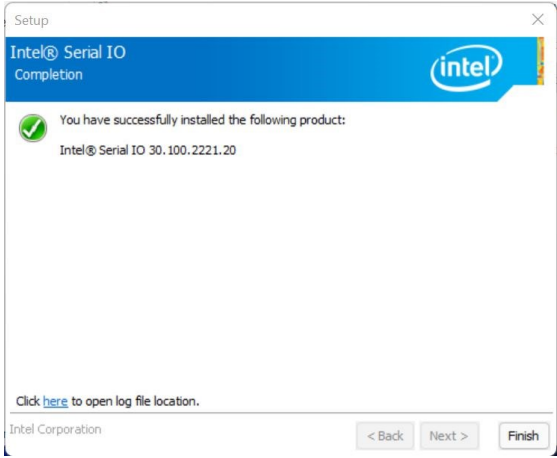 Setup
Intel® Serial IO
Completion
intel
You have successfully installed the following product:
Intel® Serial IO 30.100.2221.20
Click here to open log file location.
Intel Corporation
< Back Next > Finish